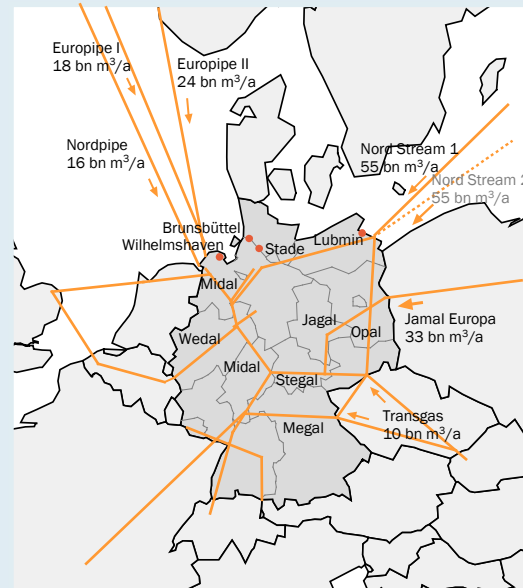 Europipe I
18 bn m³/a
Europipe II
24 bn m³/a
Nordpipe
16 bn m³/a
Nord Stream 1
55 bn m³/a
Nord Stream 2
55 bn m³/a
Brunsbüttel
Wilhelmshaven
Stade
Lubmin
Midal
Jagal
Opal
Jamal Europa
33 bn m³/a
Wedal
Midal
Stegal
Megal
Transgas
10 bn m³/a